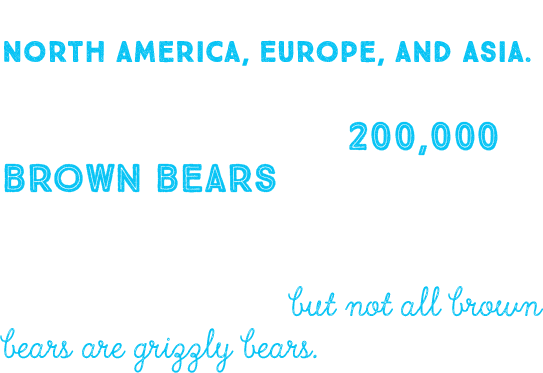 NORTH AMERICA, EUROPE, AND ASIA.
200,000
BROWN BEARS
but not all brown
bears are grizzly bears.